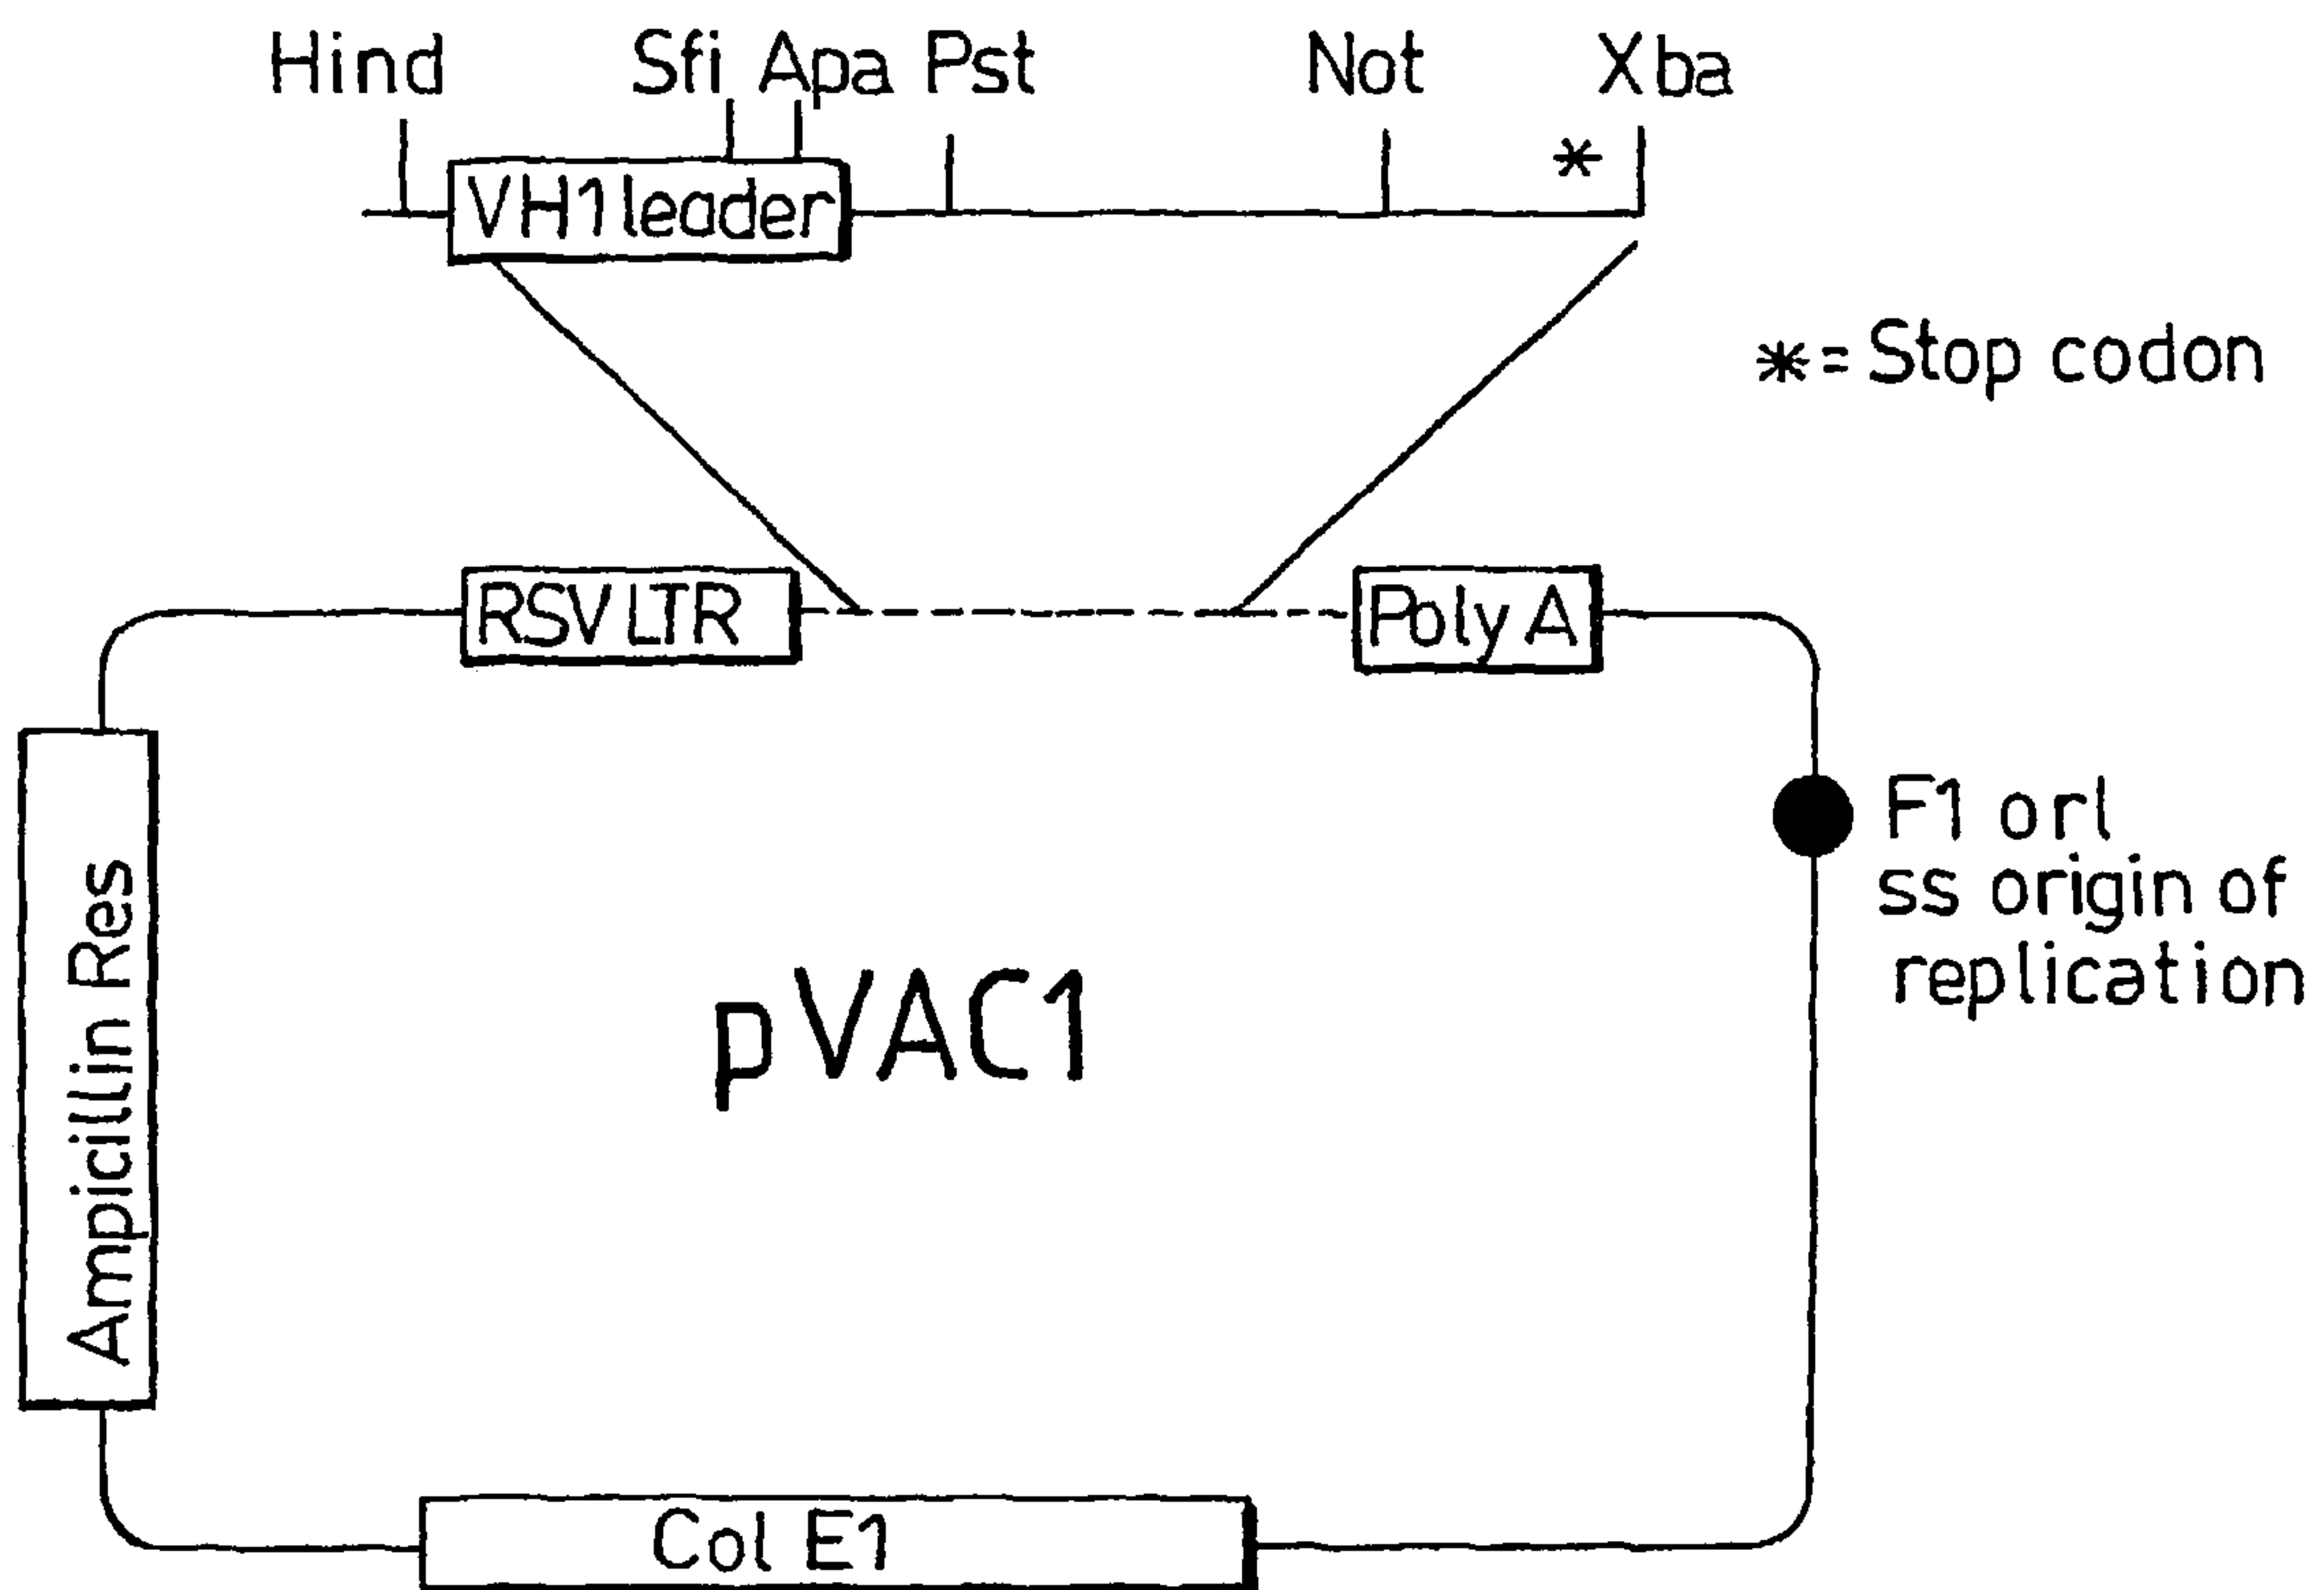 Hind Sfi Apa Pst Not Xba
*
VH1 leader
*= Stop codon
RSV LTR
Poly A
F1 orl
ss origin of
replication
Ampicillin Res
pVAC1
Col E1